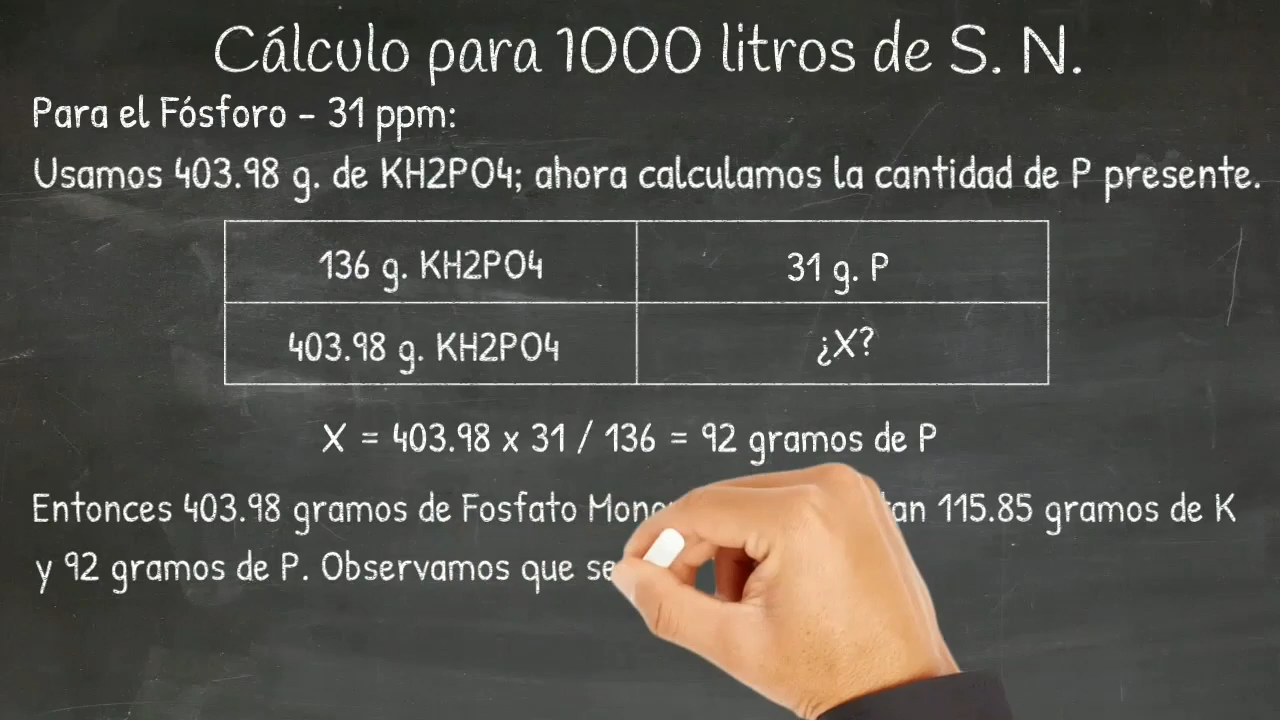 Cálculo para 1000 litros de S. N.
Para el Fósforo - 31 ppm:
Usamos 403.98 g. de KH2PO4; ahora calculamos la cantidad de P presente.
136 g. KH2PO4 31 g. P
403.98 g. KH2PO4 ¿X?
X = 403.98 x 31 / 136 = 92 gramos de P
Entonces 403.98 gramos de Fosfato 115.85 gramos de K
y 92 gramos de P. Observamos que se